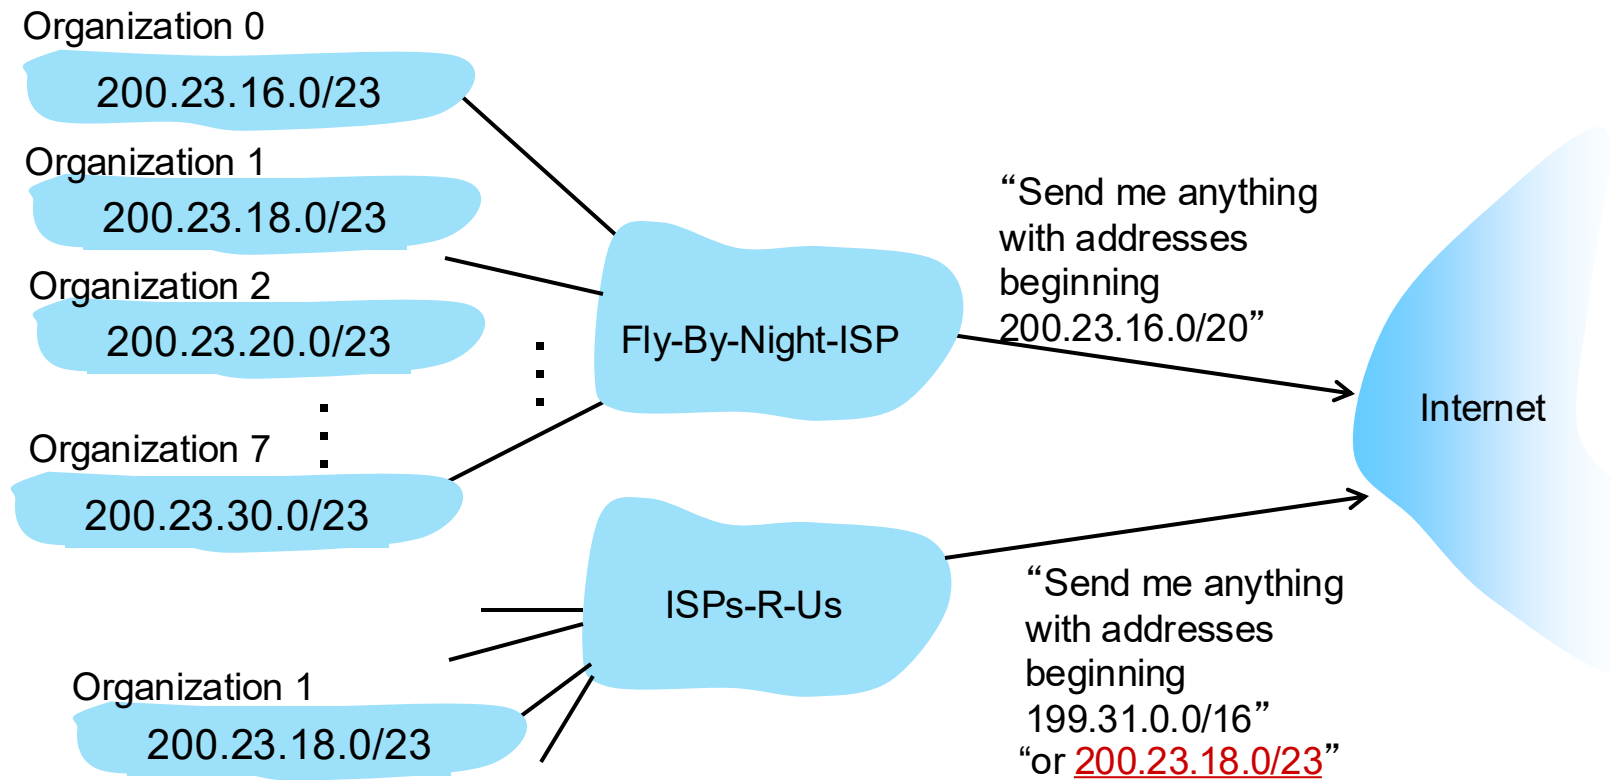 Organization 0
200.23.16.0/23
Organization 1
200.23.18.0/23
Organization 2
200.23.20.0/23
Organization 7
200.23.30.0/23
Fly-By-Night-ISP
“Send me anything
with addresses
beginning
200.23.16.0/20”
Internet
ISPs-R-Us
Organization 1
200.23.18.0/23
“Send me anything
with addresses
beginning
199.31.0.0/16”
“or 200.23.18.0/23”